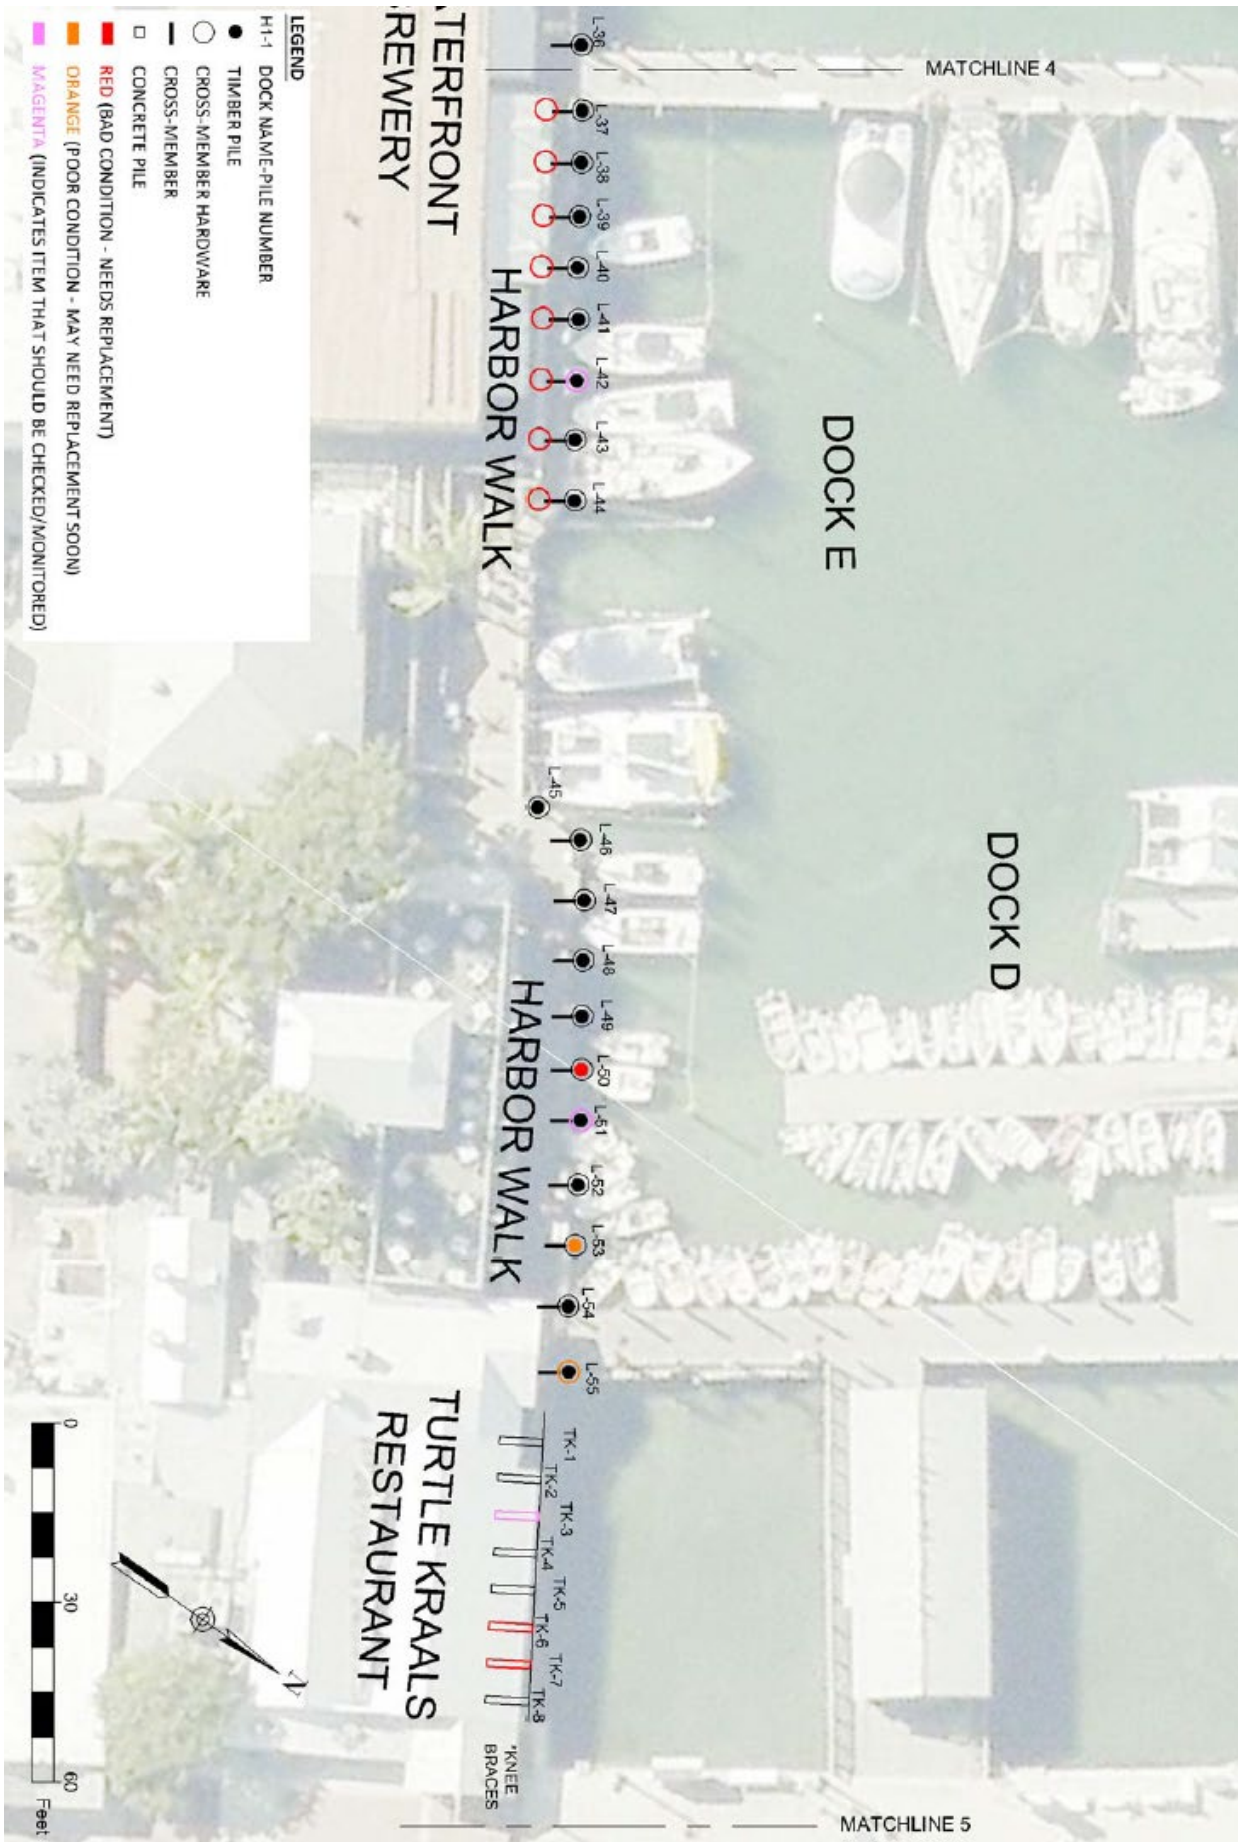 LEGEND
H1-1 DOCK NAME-PILE NUMBER
TIMBER PILE
CROSS-MEMBER HARDWARE
CROSS-MEMBER
CONCRETE PILE
RED (BAD CONDITION - NEEDS REPLACEMENT)
ORANGE (POOR CONDITION - MAY NEED REPLACEMENT SOON)
MAGENTA (INDICATES ITEM THAT SHOULD BE CHECKED/MONITORED)
ATERFRONT
REWERY
MATCHLINE 4
L-36
L-37
L-38
L-39
L-40
L-41
L-42
L-43
L-44
HARBOR WALK
DOCK E
DOCK D
L-45
L-46
L-47
L-48
L-49
L-50
L-51
L-52
L-53
L-54
L-55
HARBOR WALK
TURTLE KRAALS
RESTAURANT
TK-1
TK-2
TK-3
TK-4
TK-5
TK-6
TK-7
TK-8
*KNEE
BRACES
0 30 60
Feet
N
MATCHLINE 5